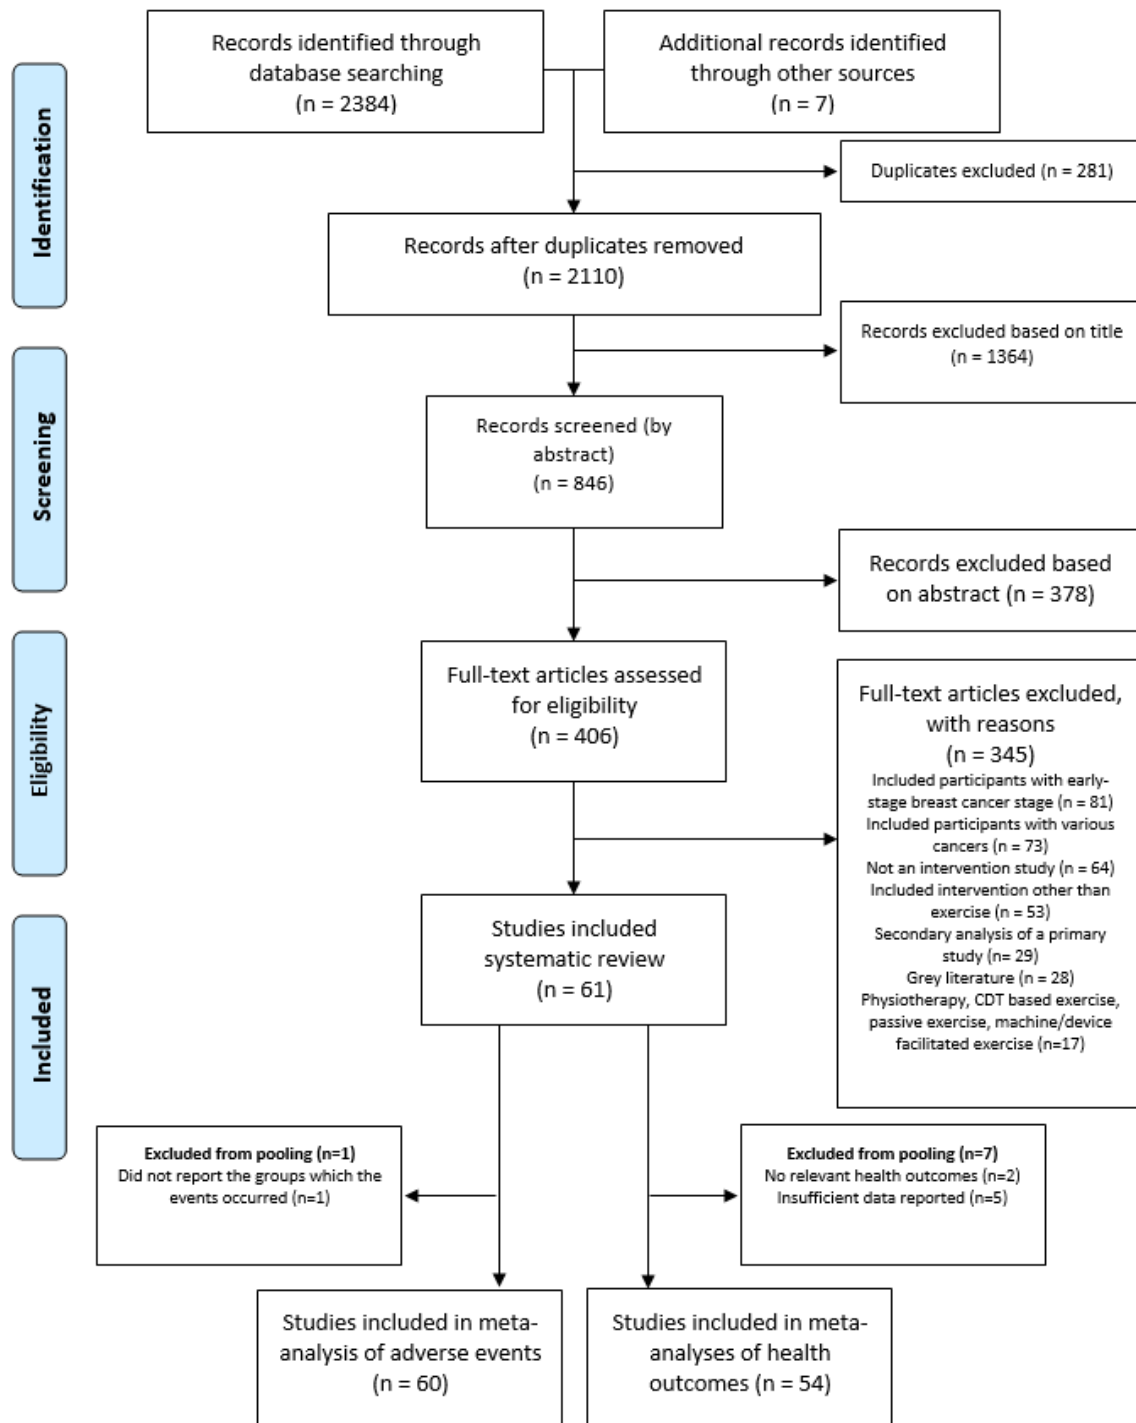 Records identified through
database searching
(n = 2384)
Additional records identified
through other sources
(n = 7)
Identification
Duplicates excluded (n = 281)
Records after duplicates removed
(n = 2110)
Records excluded based on title
(n = 1364)
Screening
Records screened (by
abstract)
(n = 846)
Records excluded based
on abstract (n = 378)
Eligibility
Full-text articles assessed
for eligibility
(n = 406)
Full-text articles excluded,
with reasons
(n = 345)
Included participants with early-
stage breast cancer stage (n = 81)
Included participants with various
cancers (n = 73)
Not an intervention study (n = 64)
Included intervention other than
exercise (n = 53)
Secondary analysis of a primary
study (n= 29)
Grey literature (n = 28)
Physiotherapy, CDT based exercise,
passive exercise, machine/device
facilitated exercise (n=17)
Included
Studies included
systematic review
(n = 61)
Excluded from pooling (n=1)
Did not report the groups which the
events occurred (n=1)
Excluded from pooling (n=7)
No relevant health outcomes (n=2)
Insufficient data reported (n=5)
Studies included in meta-
analysis of adverse events
(n = 60)
Studies included in meta-
analyses of health
outcomes (n = 54)